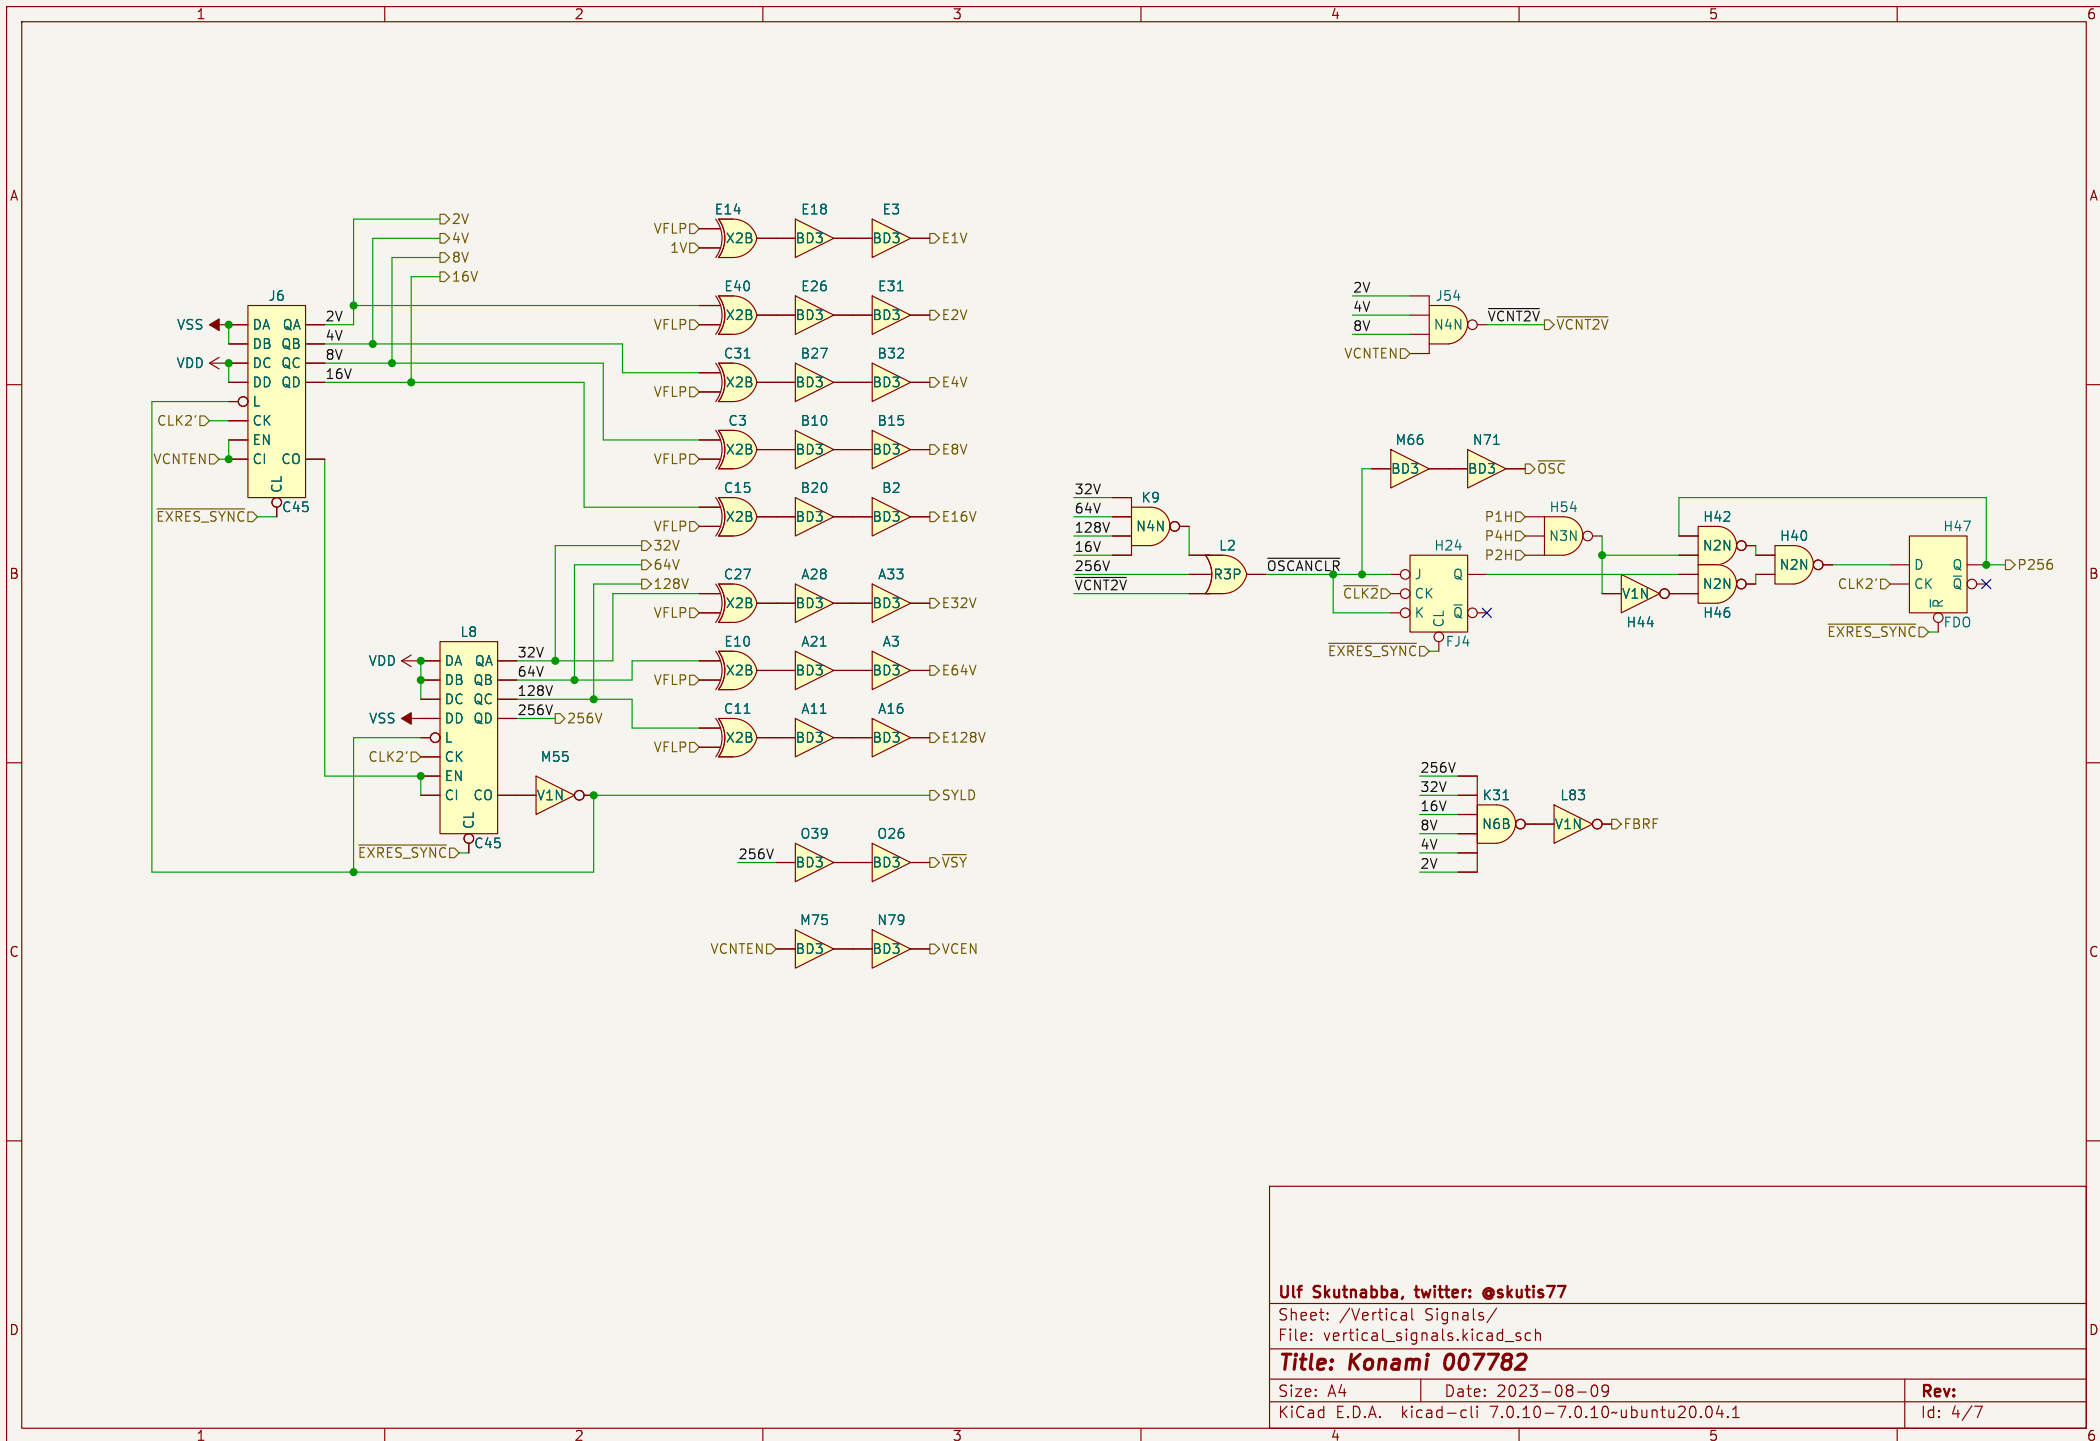 1 2 3 4 5 6
A A
B B
C C
D D
2V
4V
8V
16V
J6
VSS DA QA 2V
DB QB 4V
VDD DC QC 8V
DD QD 16V
L
CLK2' CK
EN
VCNTEN CI CO
CL
EXRES_SYNC C45
E14 E18 E3
VFLP
1V
X2B BD3 BD3 E1V
E40 E26 E31
X2B BD3 BD3 E2V
VFLP
C31 B27 B32
X2B BD3 BD3 E4V
VFLP
C3 B10 B15
X2B BD3 BD3 E8V
VFLP
C15 B20 B2
X2B BD3 BD3 E16V
VFLP
32V
64V
128V
C27 A28 A33
X2B BD3 BD3 E32V
VFLP
E10 A21 A3
X2B BD3 BD3 E64V
VFLP
C11 A11 A16
X2B BD3 BD3 E128V
VFLP
L8
VDD DA QA 32V
DB QB 64V
DC QC 128V
VSS DD QD 256V 256V
L
CLK2' CK
EN
CI CO
CL
EXRES_SYNC C45
M55
V1N SYLD
O39 O26
256V BD3 BD3 VSY
M75 N79
VCNTEN BD3 BD3 VCEN
2V
4V
8V
VCNTEN
J54
N4N VCNT2V VCNT2V
M66 N71
BD3 BD3 OSC
32V
64V
128V
16V
256V
VCNT2V
K9
N4N
L2
R3P
OSCANCLR
H24
J Q
CLK2 CK
K Q
CL
EXRES_SYNC FJ4
P1H
P4H
P2H
H54
N3N
V1N
H44
H42
N2N
N2N
H46
H40
N2N
H47
D Q P256
CLK2' CK Q
R
EXRES_SYNC FDO
256V
32V
16V
8V
4V
2V
K31
N6B
L83
V1N FBRF
Ulf Skutnabba, twitter: @skutis77
Sheet: /Vertical Signals/
File: vertical_signals.kicad_sch
Title: Konami 007782
Size: A4 Date: 2023-08-09 Rev:
KiCad E.D.A. kicad-cli 7.0.10-7.0.10~ubuntu20.04.1 Id: 4/7
1 2 3 4 5 6